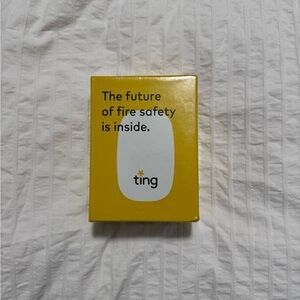 The future
of fire safety
is inside.
ting